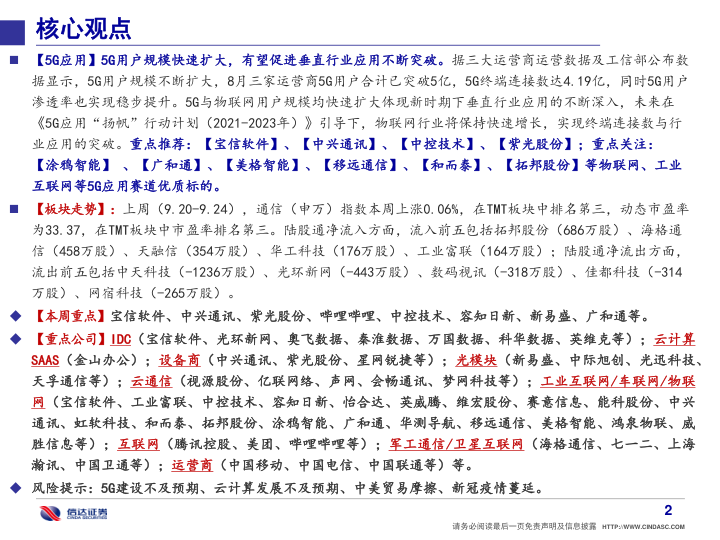 核心观点
【5G应用】5G用户规模快速扩大，有望促进垂直行业应用不断突破。据三大运营商运营数据及工信部公布数
据显示，5G用户规模不断扩大，8月三家运营商5G用户合计已突破5亿，5G终端连接数达4.19亿，同时5G用户
渗透率也实现稳步提升。5G与物联网用户规模均快速扩大体现新时期下垂直行业应用的不断深入，未来在
《5G应用“扬帆”行动计划（2021-2023年）》引导下，物联网行业将保持快速增长，实现终端连接数与行
业应用的突破。重点推荐：【宝信软件】、【中兴通讯】、【中控技术】、【紫光股份】；重点关注：
【涂鸦智能】 、【广和通】、【美格智能】、【移远通信】、【和而泰】、【拓邦股份】等物联网、工业
互联网等5G应用赛道优质标的。
【板块走势】：上周（9.20-9.24），通信（申万）指数本周上涨0.06%，在TMT板块中排名第三，动态市盈率
为33.37，在TMT板块中市盈率排名第三。陆股通净流入方面，流入前五包括拓邦股份（686万股）、海格通
信（458万股）、天融信（354万股）、华工科技（176万股）、工业富联（164万股）；陆股通净流出方面，
流出前五包括中天科技（-1236万股）、光环新网（-443万股）、数码视讯（-318万股）、佳都科技（-314
万股）、网宿科技（-265万股）。
【本周重点】宝信软件、中兴通讯、紫光股份、哔哩哔哩、中控技术、容知日新、新易盛、广和通等。
【重点公司】IDC（宝信软件、光环新网、奥飞数据、秦淮数据、万国数据、科华数据、英维克等）；云计算
SAAS（金山办公）；设备商（中兴通讯、紫光股份、星网锐捷等）；光模块（新易盛、中际旭创、光迅科技、
天孚通信等）；云通信（视源股份、亿联网络、声网、会畅通讯、梦网科技等）；工业互联网/车联网/物联
网（宝信软件、工业富联、中控技术、容知日新、怡合达、英威腾、维宏股份、赛意信息、能科股份、中兴
通讯、虹软科技、和而泰、拓邦股份、涂鸦智能、广和通、华测导航、移远通信、美格智能、鸿泉物联、威
胜信息等）；互联网（腾讯控股、美团、哔哩哔哩等）；军工通信/卫星互联网（海格通信、七一二、上海
瀚讯、中国卫通等）；运营商（中国移动、中国电信、中国联通等）等。
风险提示：5G建设不及预期、云计算发展不及预期、中美贸易摩擦、新冠疫情蔓延。
信达证券
CINDA SECURITIES
2
请务必阅读最后一页免责声明及信息披露 HTTP://WWW.CINDASC.COM